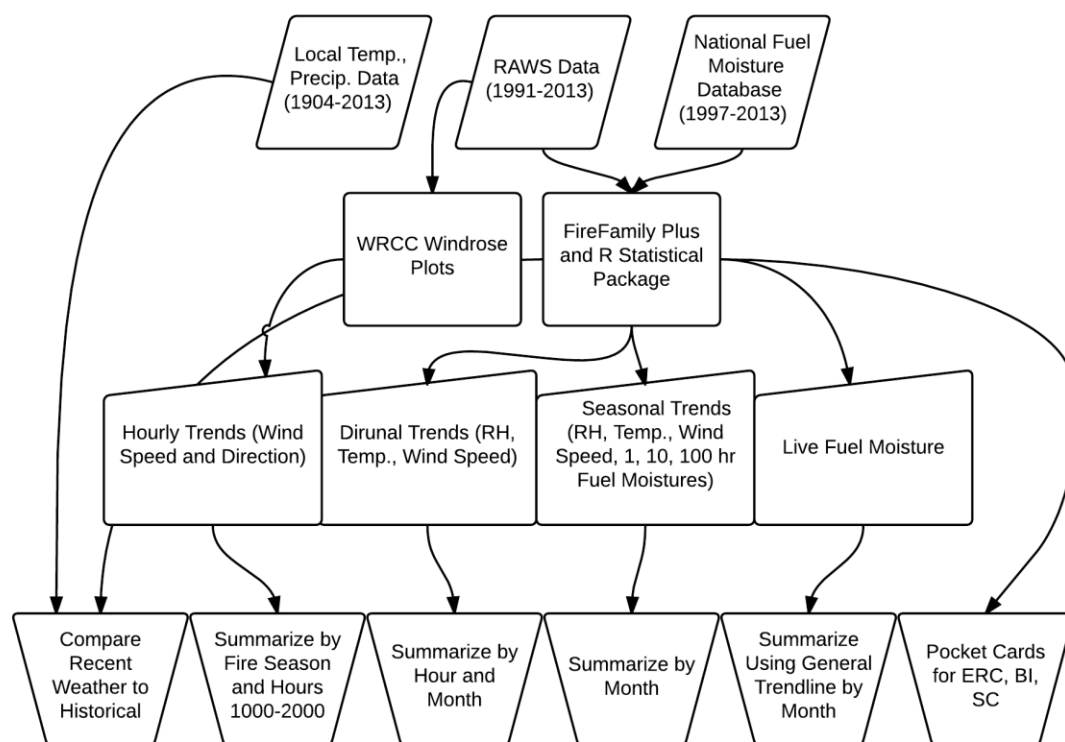 Local Temp.,
Precip. Data
(1904-2013)
RAWS Data
(1991-2013)
National Fuel
Moisture
Database
(1997-2013)
WRCC Windrose
Plots
FireFamily Plus
and R Statistical
Package
Hourly Trends (Wind
Speed and Direction)
Dirunal Trends (RH,
Temp., Wind Speed)
Seasonal Trends
(RH, Temp., Wind
Speed, 1, 10, 100 hr
Fuel Moistures)
Live Fuel Moisture
Compare
Recent
Weather to
Historical
Summarize by
Fire Season
and Hours
1000-2000
Summarize by
Hour and
Month
Summarize by
Month
Summarize
Using General
Trendline by
Month
Pocket Cards
for ERC, BI,
SC